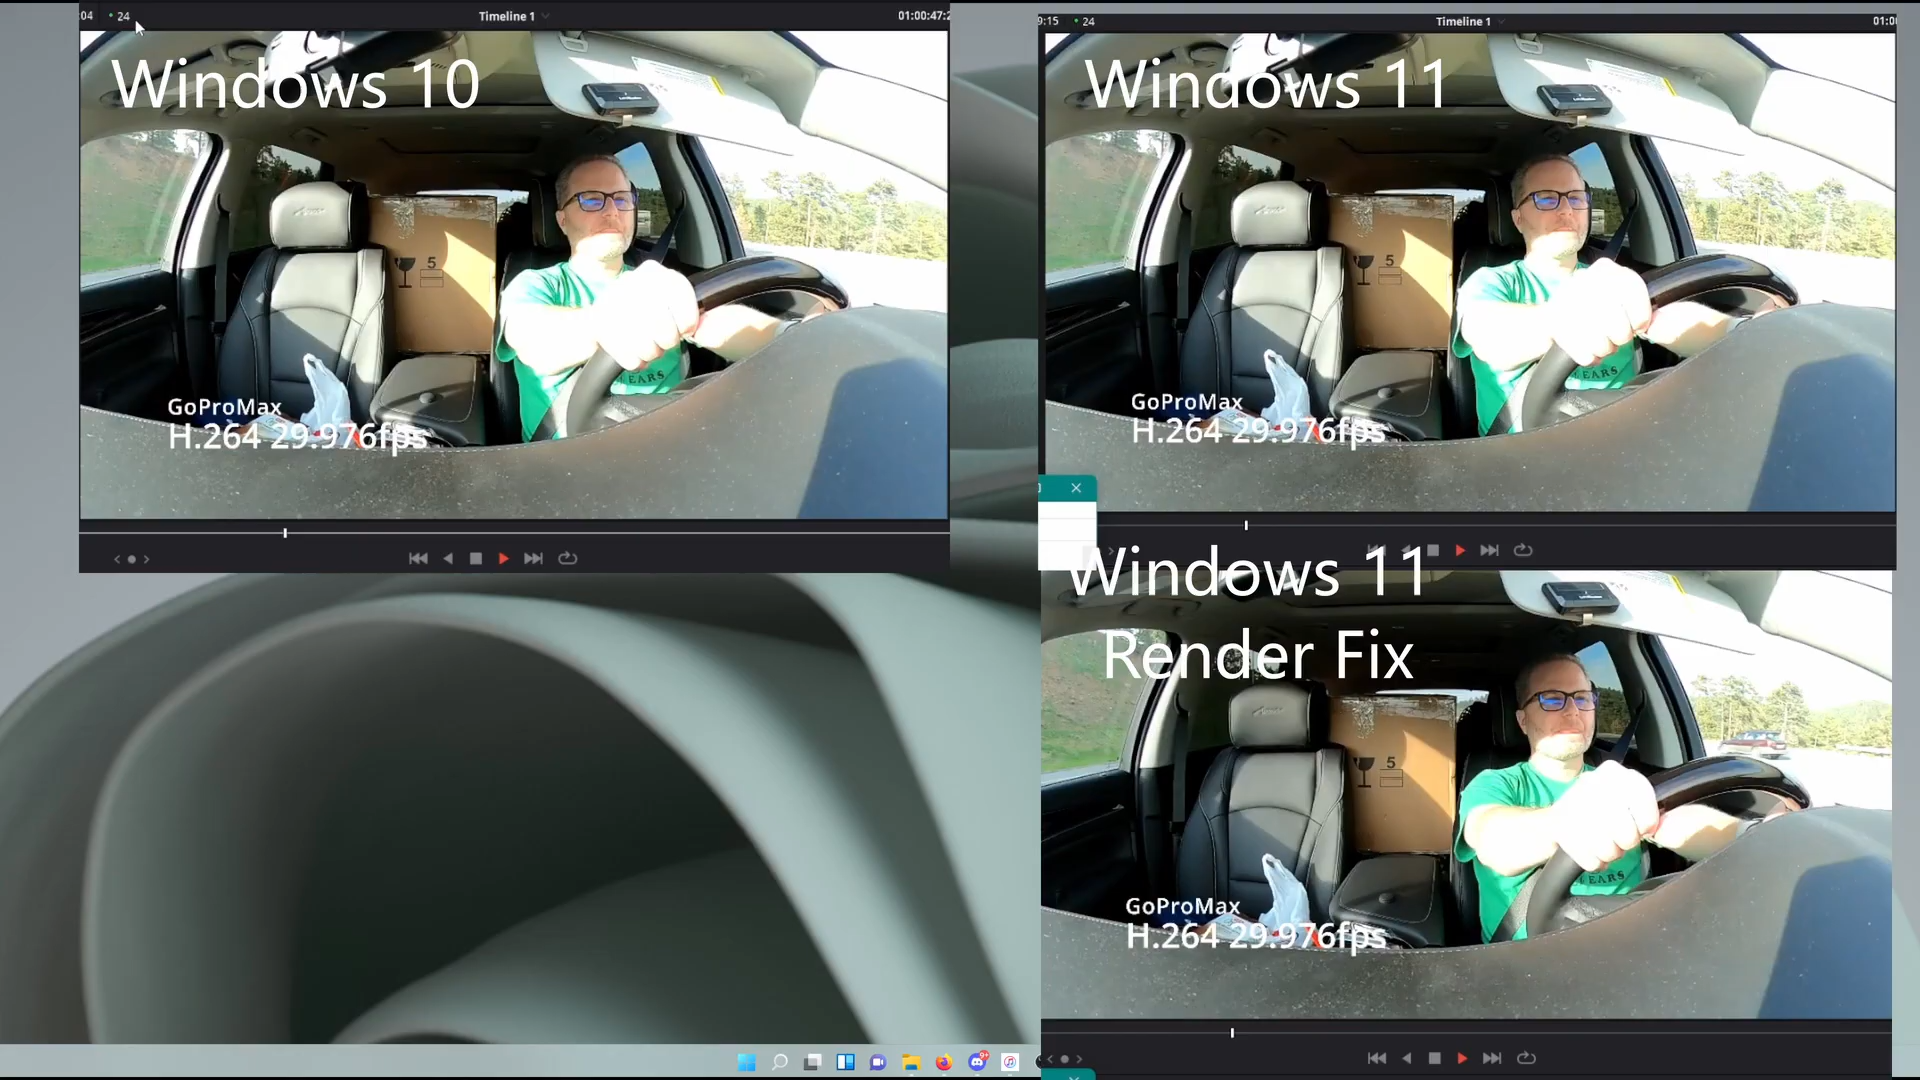 :04 • 24 Timeline 1 01:00:47:2
Windows 10
5
EARS
GoProMax
H.264 29.976fps
9:15 • 24 Timeline 1 01:00
Windows 11
5
EARS
GoProMax
H.264 29.976fps
Windows 11
Render Fix
5
EARS
GoProMax
H.264 29.976fps
9+